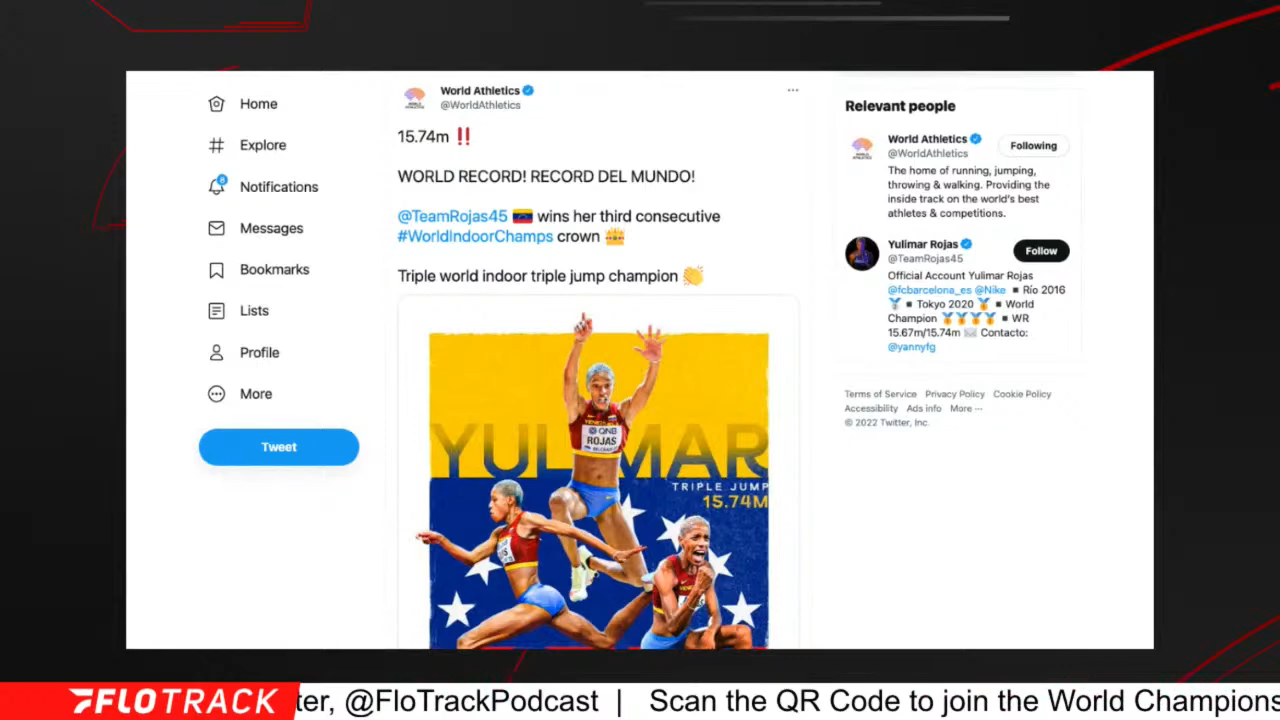 Home
Explore
8
Notifications
Messages
Bookmarks
Lists
Profile
More
Tweet
World Athletics
@WorldAthletics
15.74m ‼️
WORLD RECORD! RECORD DEL MUNDO!
@TeamRojas45 🇻🇪 wins her third consecutive
#WorldIndoorChamps crown 👑
Triple world indoor triple jump champion 👏
YULIMAR
TRIPLE JUMP
15.74M
QNB
ROJAS
Relevant people
World Athletics
@WorldAthletics
Following
The home of running, jumping,
throwing & walking. Providing the
inside track on the world's best
athletes & competitions.
Yulimar Rojas
@TeamRojas45
Follow
Official Account Yulimar Rojas
@fcbarcelona_es @Nike ▪️Río 2016
🥈 ▪️Tokyo 2020 🥇 ▪️World
Champion 🥇🥇🥇🥇 ▪️WR
15.67m/15.74m ✉️ Contacto:
@yannyfg
Terms of Service Privacy Policy Cookie Policy
Accessibility Ads info More ···
© 2022 Twitter, Inc.
FLOTRACK
ter, @FloTrackPodcast | Scan the QR Code to join the World Champions